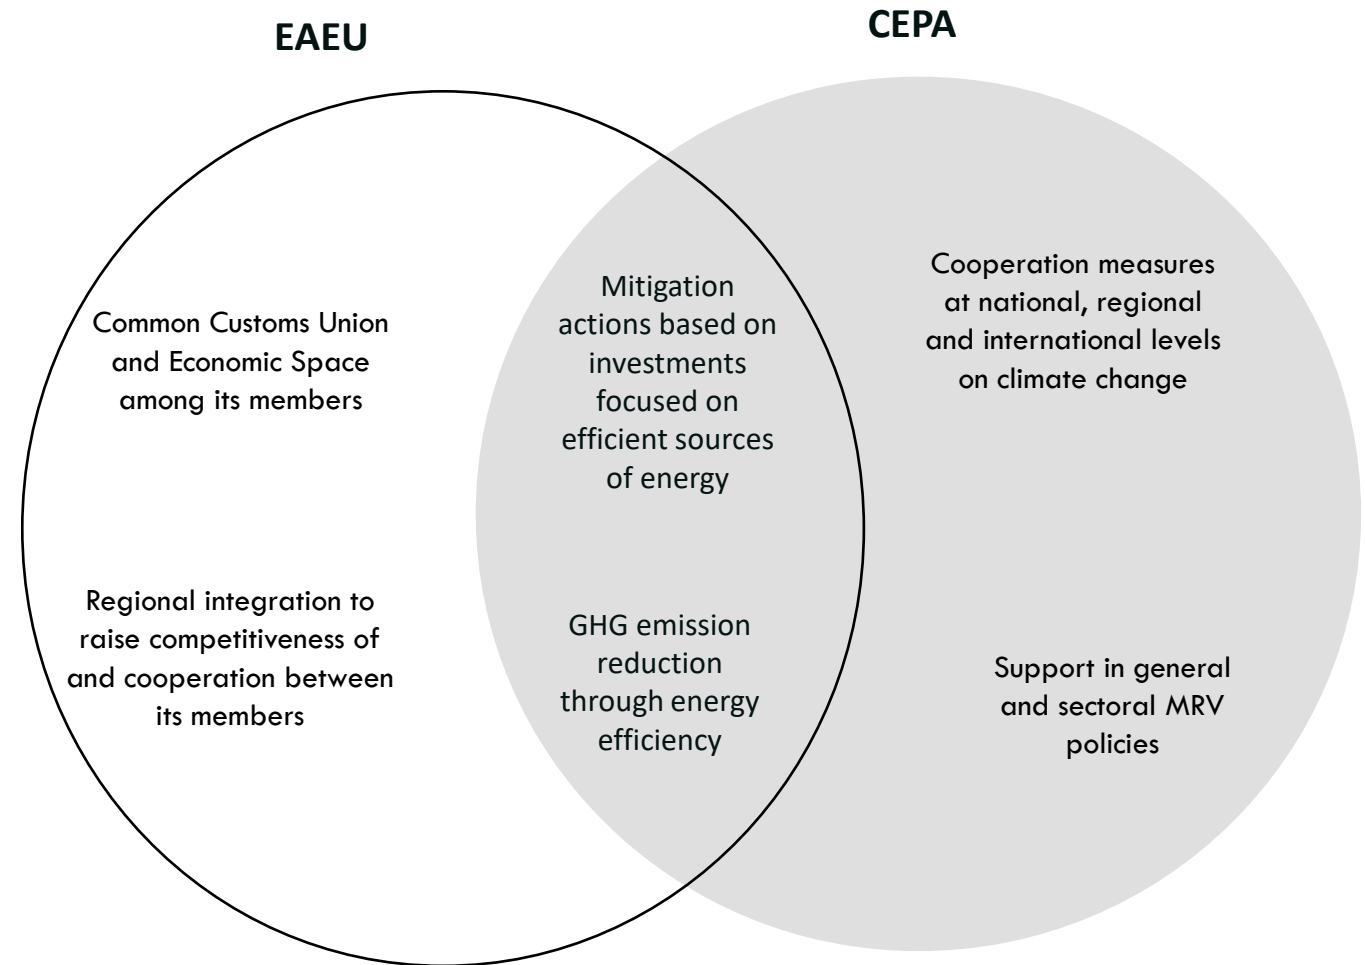 EAEU
CEPA
Common Customs Union
and Economic Space
among its members
Regional integration to
raise competitiveness of
and cooperation between
its members
Mitigation
actions based on
investments
focused on
efficient sources
of energy
GHG emission
reduction
through energy
efficiency
Cooperation measures
at national, regional
and international levels
on climate change
Support in general
and sectoral MRV
policies